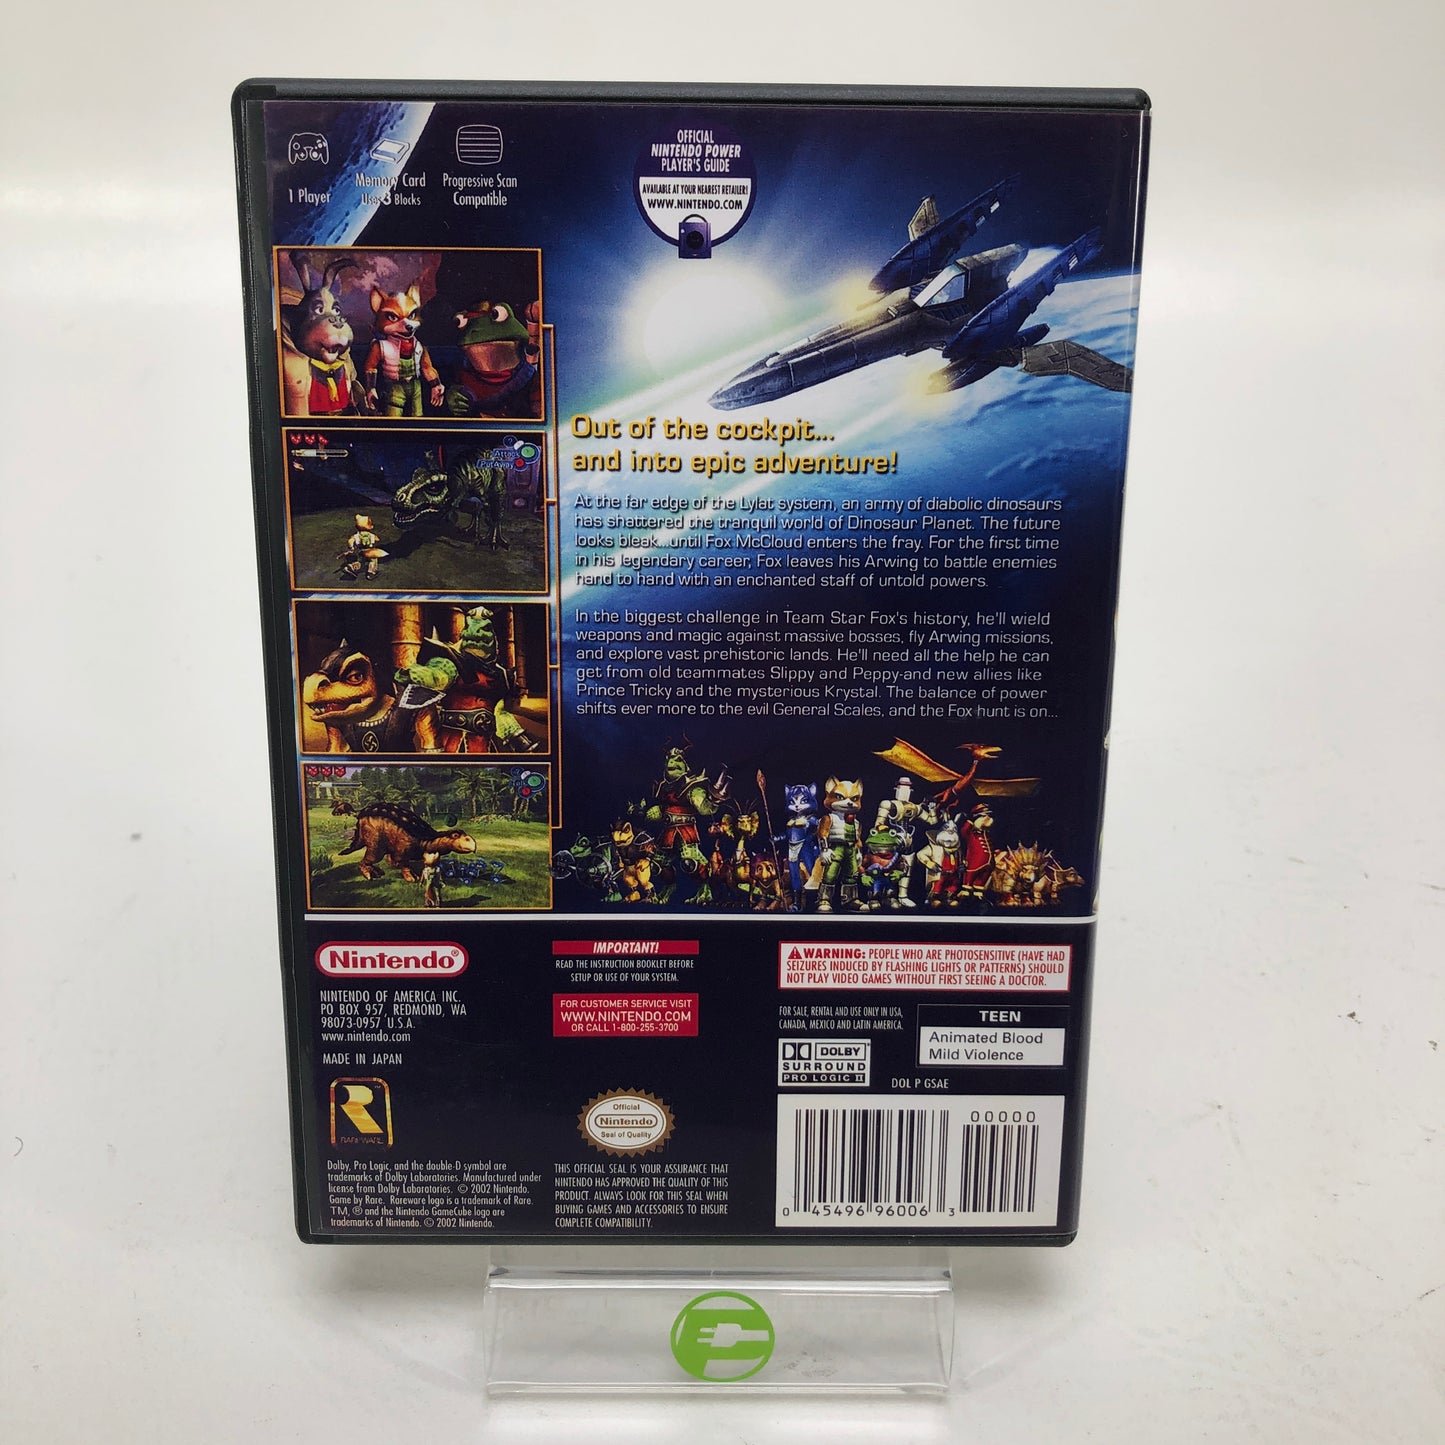 1 Player
Memory Card
Uses 3 Blocks
Progressive Scan
Compatible
OFFICIAL
NINTENDO POWER
PLAYER'S GUIDE
AVAILABLE AT YOUR NEAREST RETAILER!
WWW.NINTENDO.COM
Attack
Put Away
Out of the cockpit...
and into epic adventure!
At the far edge of the Lylat system, an army of diabolic dinosaurs
has shattered the tranquil world of Dinosaur Planet. The future
looks bleak...until Fox McCloud enters the fray. For the first time
in his legendary career, Fox leaves his Arwing to battle enemies
hand to hand with an enchanted staff of untold powers.
In the biggest challenge in Team Star Fox's history, he'll wield
weapons and magic against massive bosses, fly Arwing missions,
and explore vast prehistoric lands. He'll need all the help he can
get from old teammates Slippy and Peppy-and new allies like
Prince Tricky and the mysterious Krystal. The balance of power
shifts ever more to the evil General Scales, and the Fox hunt is on...
Nintendo®
NINTENDO OF AMERICA INC.
PO BOX 957, REDMOND, WA
98073-0957 U.S.A.
www.nintendo.com
MADE IN JAPAN
RAREWARE
Dolby, Pro Logic, and the double-D symbol are
trademarks of Dolby Laboratories. Manufactured under
license from Dolby Laboratories. © 2002 Nintendo.
Game by Rare. Rareware logo is a trademark of Rare.
TM, ® and the Nintendo GameCube logo are
trademarks of Nintendo. © 2002 Nintendo.
IMPORTANT!
READ THE INSTRUCTION BOOKLET BEFORE
SETUP OR USE OF YOUR SYSTEM.
FOR CUSTOMER SERVICE VISIT
WWW.NINTENDO.COM
OR CALL 1-800-255-3700
Official
Nintendo
Seal of Quality
THIS OFFICIAL SEAL IS YOUR ASSURANCE THAT
NINTENDO HAS APPROVED THE QUALITY OF THIS
PRODUCT. ALWAYS LOOK FOR THIS SEAL WHEN
BUYING GAMES AND ACCESSORIES TO ENSURE
COMPLETE COMPATIBILITY.
WARNING: PEOPLE WHO ARE PHOTOSENSITIVE (HAVE HAD
SEIZURES INDUCED BY FLASHING LIGHTS OR PATTERNS) SHOULD
NOT PLAY VIDEO GAMES WITHOUT FIRST SEEING A DOCTOR.
FOR SALE, RENTAL AND USE ONLY IN USA,
CANADA, MEXICO AND LATIN AMERICA.
TEEN
Animated Blood
Mild Violence
DOLBY
SURROUND
PRO LOGIC II
DOL P GSAE
00000
0 45496 96006 3